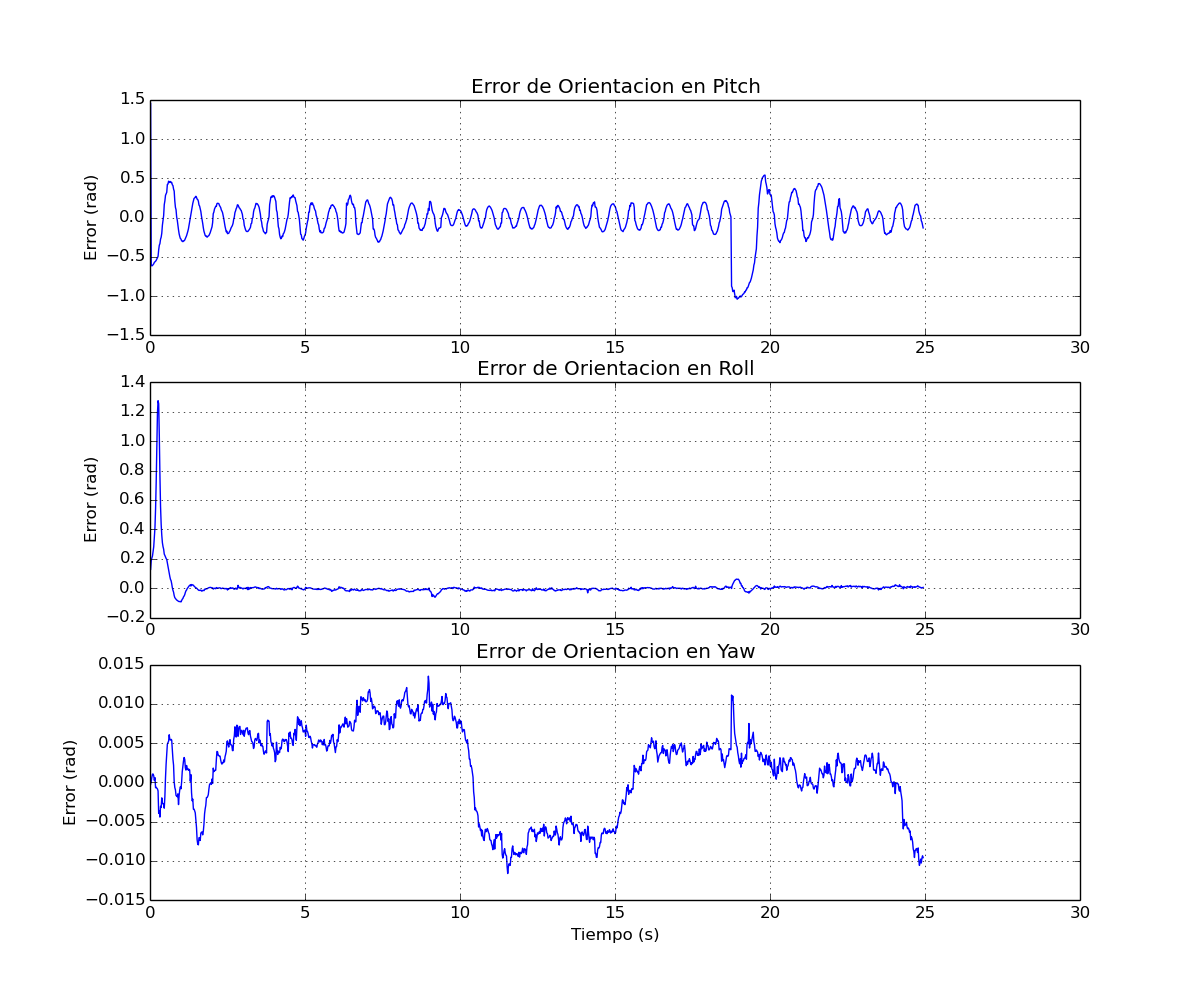 Error de Orientacion en Pitch
1.5
1.0
0.5
0.0
−0.5
−1.0
−1.5
Error (rad)
0 5 10 15 20 25 30
Error de Orientacion en Roll
1.4
1.2
1.0
0.8
0.6
0.4
0.2
0.0
−0.2
Error (rad)
0 5 10 15 20 25 30
Error de Orientacion en Yaw
0.015
0.010
0.005
0.000
−0.005
−0.010
−0.015
Error (rad)
0 5 10 15 20 25 30
Tiempo (s)